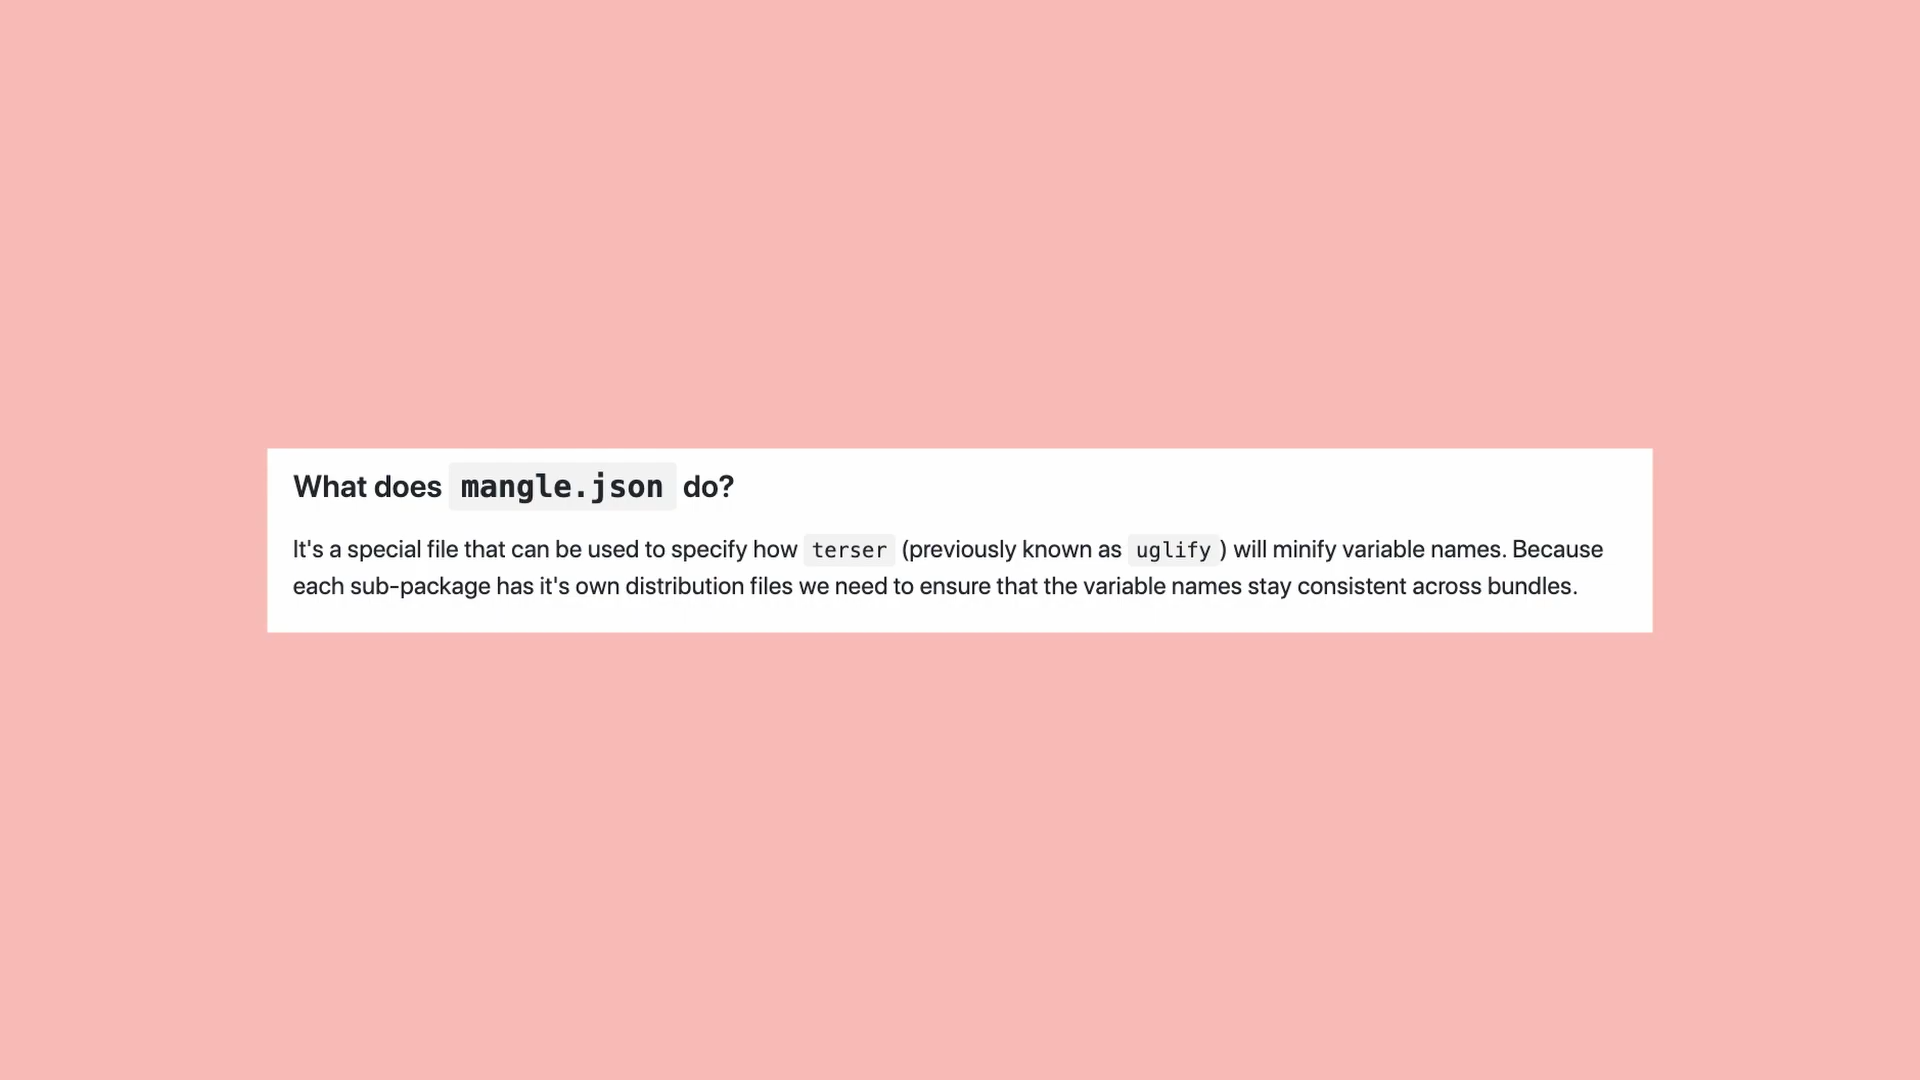 What does mangle.json do?
It's a special file that can be used to specify how terser (previously known as uglify) will minify variable names. Because
each sub-package has it's own distribution files we need to ensure that the variable names stay consistent across bundles.